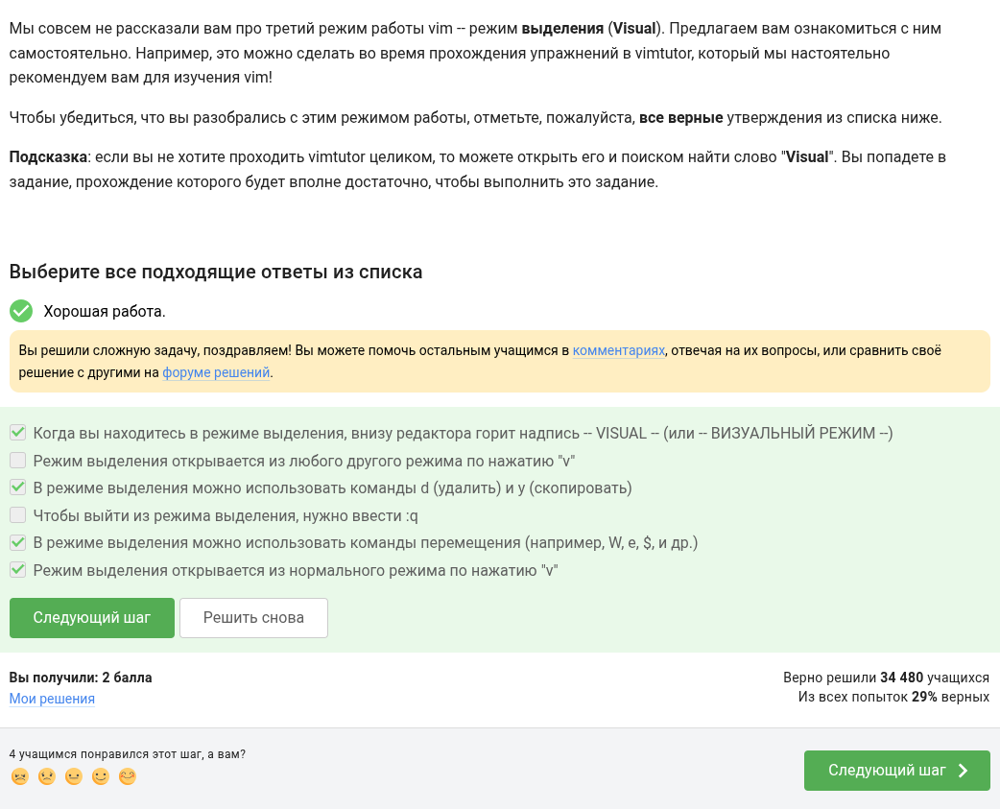 Мы совсем не рассказали вам про третий режим работы vim -- режим выделения (Visual). Предлагаем вам ознакомиться с ним
самостоятельно. Например, это можно сделать во время прохождения упражнений в vimtutor, который мы настоятельно
рекомендуем вам для изучения vim!
Чтобы убедиться, что вы разобрались с этим режимом работы, отметьте, пожалуйста, все верные утверждения из списка ниже.
Подсказка: если вы не хотите проходить vimtutor целиком, то можете открыть его и поиском найти слово "Visual". Вы попадете в
задание, прохождение которого будет вполне достаточно, чтобы выполнить это задание.
Выберите все подходящие ответы из списка
Хорошая работа.
Вы решили сложную задачу, поздравляем! Вы можете помочь остальным учащимся в комментариях, отвечая на их вопросы, или сравнить своё
решение с другими на форуме решений.
Когда вы находитесь в режиме выделения, внизу редактора горит надпись -- VISUAL -- (или -- ВИЗУАЛЬНЫЙ РЕЖИМ --)
Режим выделения открывается из любого другого режима по нажатию "v"
В режиме выделения можно использовать команды d (удалить) и y (скопировать)
Чтобы выйти из режима выделения, нужно ввести :q
В режиме выделения можно использовать команды перемещения (например, W, e, $, и др.)
Режим выделения открывается из нормального режима по нажатию "v"
Следующий шаг Решить снова
Вы получили: 2 балла
Мои решения
Верно решили 34 480 учащихся
Из всех попыток 29% верных
4 учащимся понравился этот шаг, а вам?
Следующий шаг